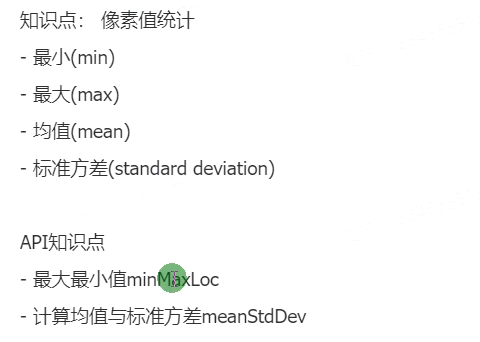 知识点： 像素值统计
- 最小(min)
- 最大(max)
- 均值(mean)
- 标准方差(standard deviation)
API知识点
- 最大最小值minMaxLoc
- 计算均值与标准方差meanStdDev